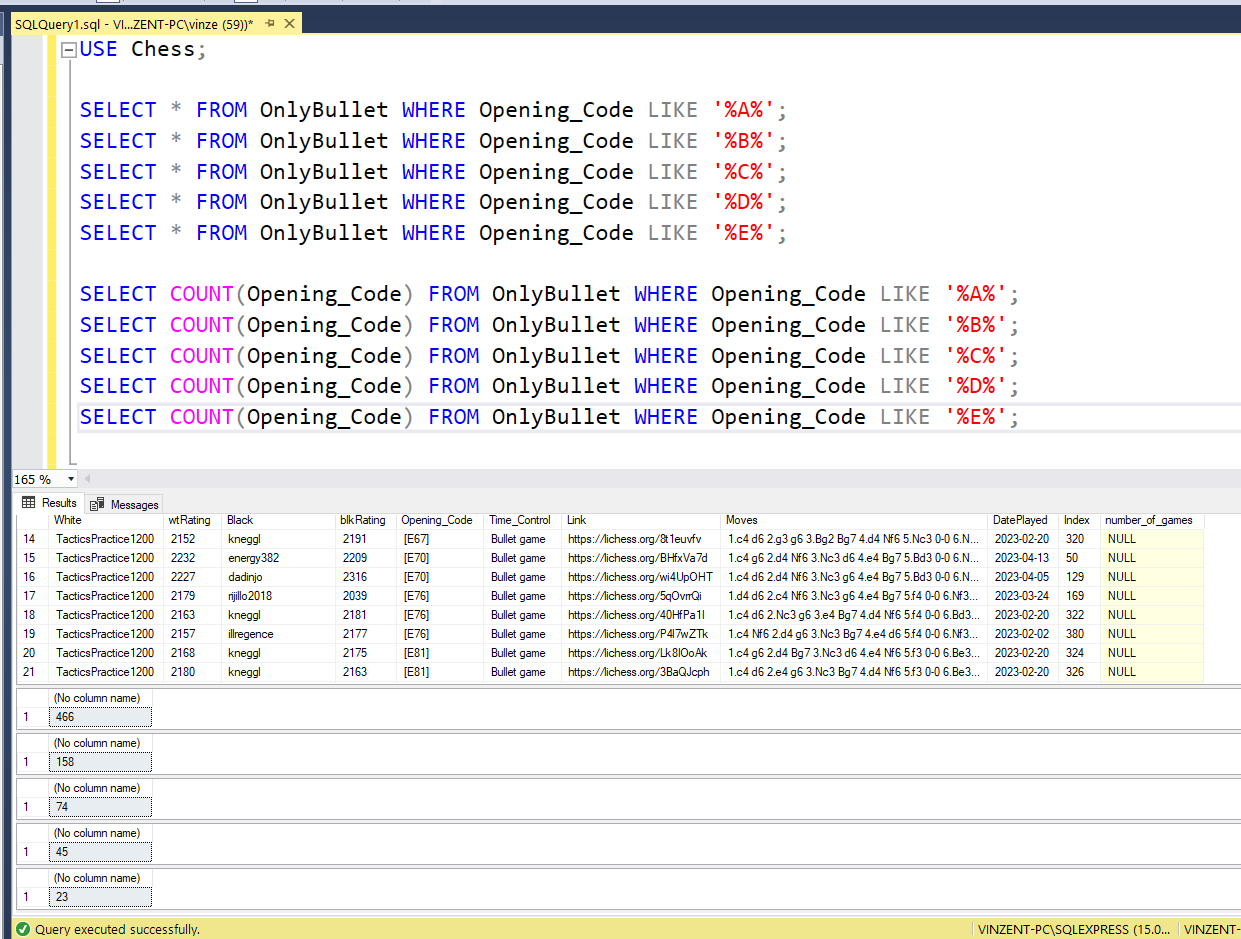 SQLQuery1.sql - VI...ZENT-PC\vinze (59))*
USE Chess;
SELECT * FROM OnlyBullet WHERE Opening_Code LIKE '%A%';
SELECT * FROM OnlyBullet WHERE Opening_Code LIKE '%B%';
SELECT * FROM OnlyBullet WHERE Opening_Code LIKE '%C%';
SELECT * FROM OnlyBullet WHERE Opening_Code LIKE '%D%';
SELECT * FROM OnlyBullet WHERE Opening_Code LIKE '%E%';
SELECT COUNT(Opening_Code) FROM OnlyBullet WHERE Opening_Code LIKE '%A%';
SELECT COUNT(Opening_Code) FROM OnlyBullet WHERE Opening_Code LIKE '%B%';
SELECT COUNT(Opening_Code) FROM OnlyBullet WHERE Opening_Code LIKE '%C%';
SELECT COUNT(Opening_Code) FROM OnlyBullet WHERE Opening_Code LIKE '%D%';
SELECT COUNT(Opening_Code) FROM OnlyBullet WHERE Opening_Code LIKE '%E%';
165 %
Results Messages
White wtRating Black blkRating Opening_Code Time_Control Link Moves DatePlayed Index number_of_games
14 TacticsPractice1200 2152 kneggl 2191 [E67] Bullet game https://lichess.org/8t1euvfv 1.c4 d6 2.g3 g6 3.Bg2 Bg7 4.d4 Nf6 5.Nc3 0-0 6.N... 2023-02-20 320 NULL
15 TacticsPractice1200 2232 energy382 2209 [E70] Bullet game https://lichess.org/BHfxVa7d 1.c4 g6 2.d4 Nf6 3.Nc3 d6 4.e4 Bg7 5.Bd3 0-0 6.N... 2023-04-13 50 NULL
16 TacticsPractice1200 2227 dadinjo 2316 [E70] Bullet game https://lichess.org/wi4UpOHT 1.c4 d6 2.d4 Nf6 3.Nc3 g6 4.e4 Bg7 5.Bd3 0-0 6.N... 2023-04-05 129 NULL
17 TacticsPractice1200 2179 rijillo2018 2039 [E76] Bullet game https://lichess.org/5qOvrrQi 1.d4 d6 2.c4 Nf6 3.Nc3 g6 4.e4 Bg7 5.f4 0-0 6.Nf3... 2023-03-24 169 NULL
18 TacticsPractice1200 2163 kneggl 2181 [E76] Bullet game https://lichess.org/40HfPa1I 1.c4 d6 2.Nc3 g6 3.e4 Bg7 4.d4 Nf6 5.f4 0-0 6.Bd3... 2023-02-20 322 NULL
19 TacticsPractice1200 2157 illregence 2177 [E76] Bullet game https://lichess.org/P4l7wZTk 1.c4 Nf6 2.d4 g6 3.Nc3 Bg7 4.e4 d6 5.f4 0-0 6.Nf3... 2023-02-02 380 NULL
20 TacticsPractice1200 2168 kneggl 2175 [E81] Bullet game https://lichess.org/Lk8lOoAk 1.c4 g6 2.d4 Bg7 3.Nc3 d6 4.e4 Nf6 5.f3 0-0 6.Be3... 2023-02-20 324 NULL
21 TacticsPractice1200 2180 kneggl 2163 [E81] Bullet game https://lichess.org/3BaQJcph 1.c4 d6 2.Nc3 g6 3.e4 Bg7 4.d4 Nf6 5.f3 0-0 6.Be3... 2023-02-20 326 NULL
(No column name)
1 466
(No column name)
1 158
(No column name)
1 74
(No column name)
1 45
(No column name)
1 23
Query executed successfully. VINZENT-PC\SQLEXPRESS (15.0... VINZENT-